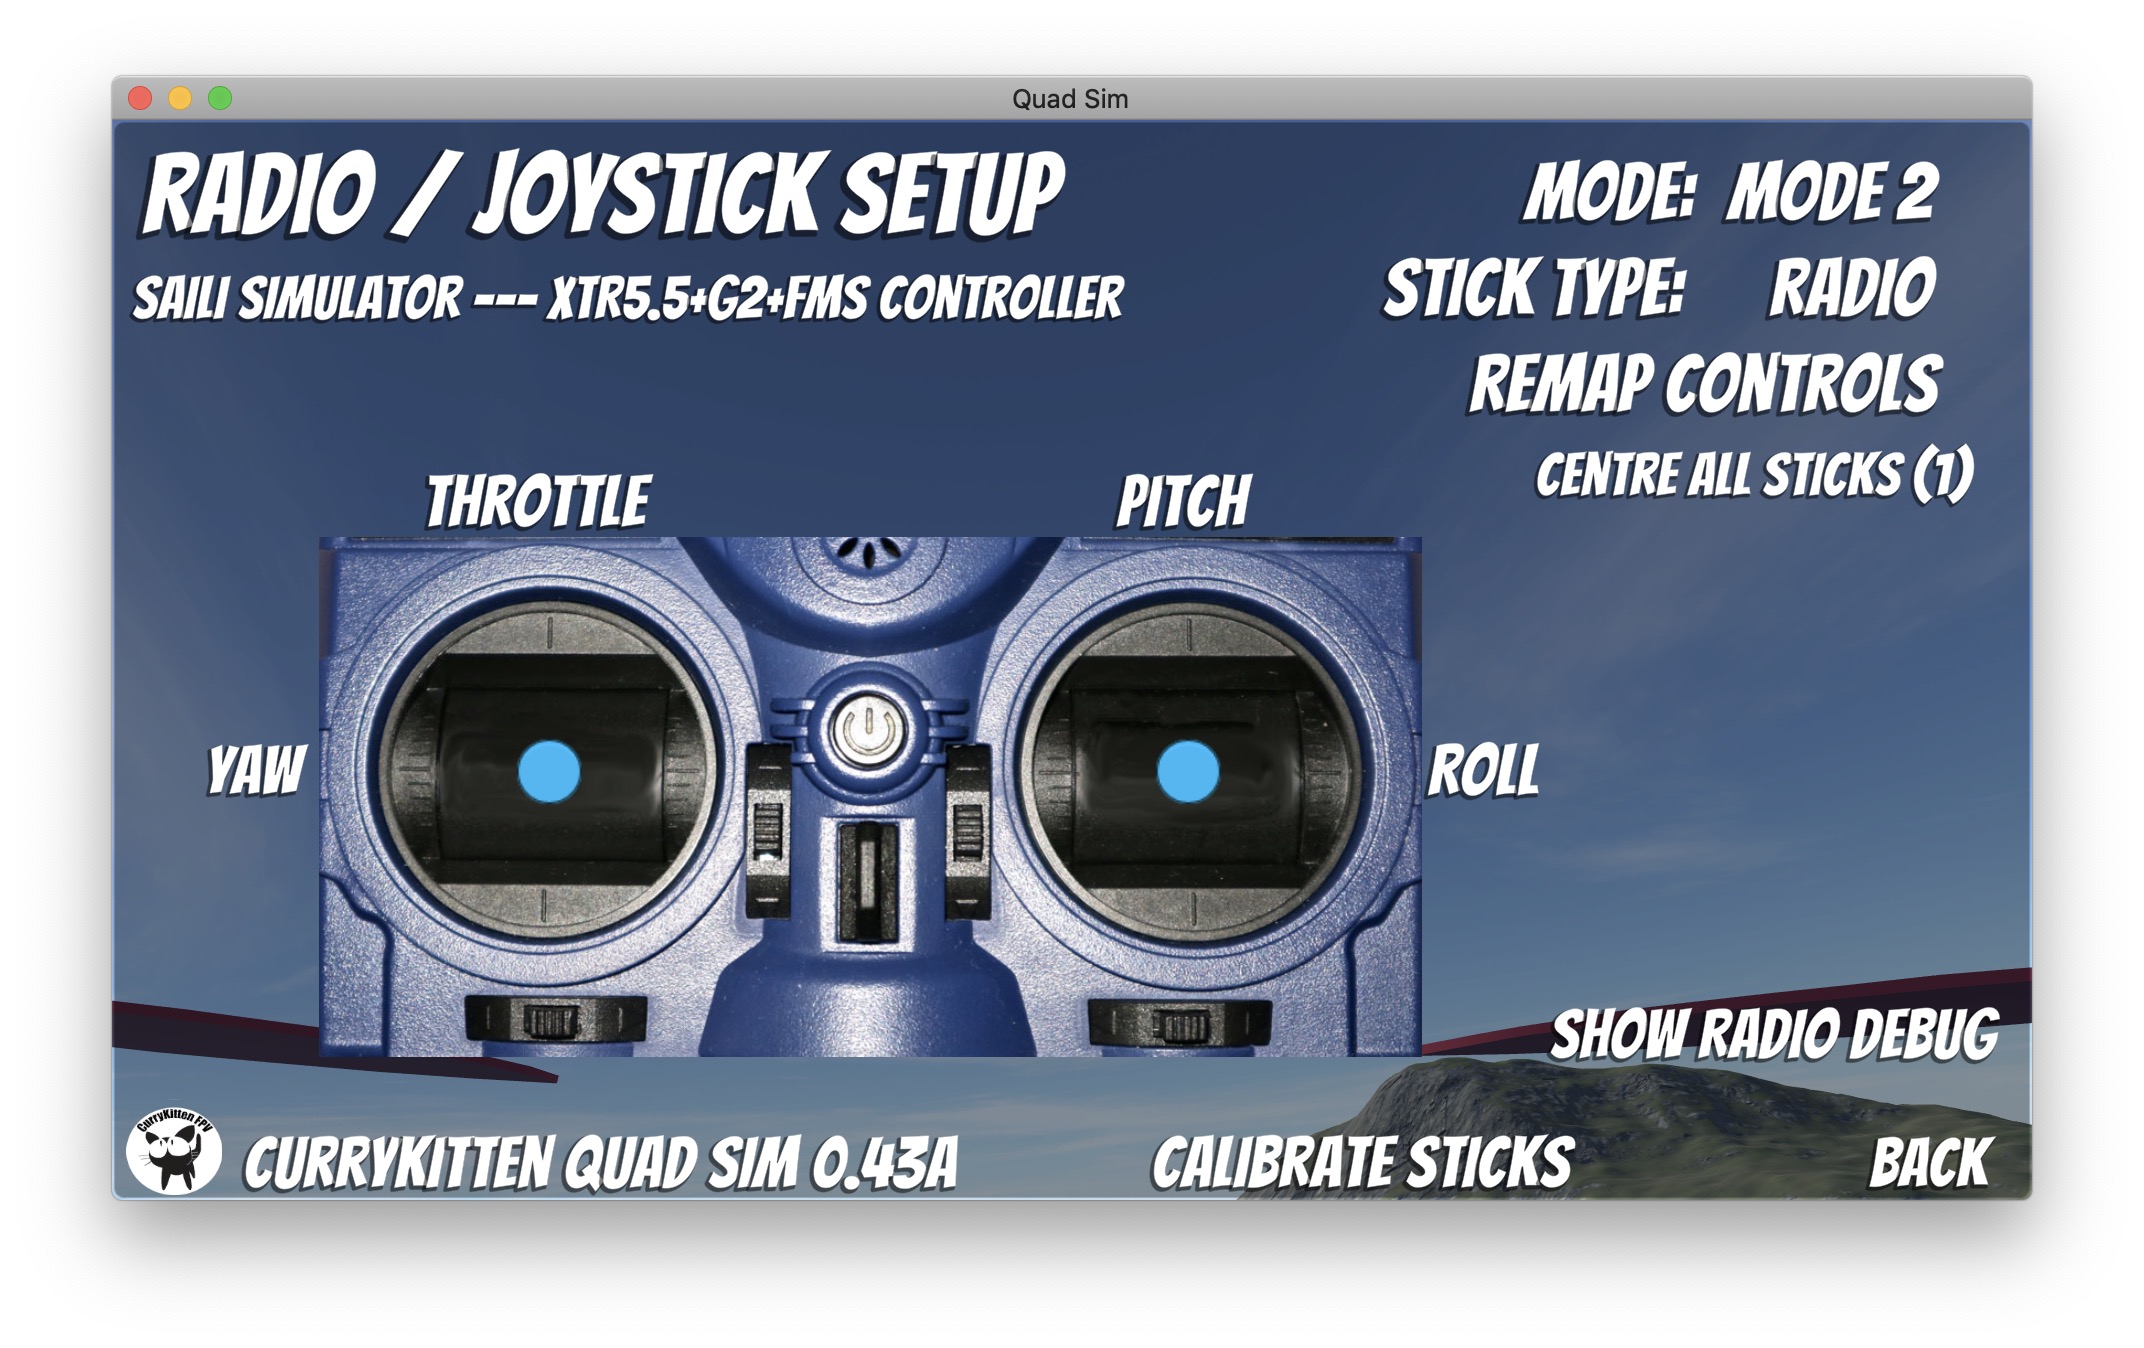 Quad Sim
RADIO / JOYSTICK SETUP
SAILI SIMULATOR --- XTR5.5+G2+FMS CONTROLLER
MODE: MODE 2
STICK TYPE: RADIO
REMAP CONTROLS
CENTRE ALL STICKS (1)
THROTTLE
PITCH
YAW
ROLL
SHOW RADIO DEBUG
CurryKitten FPV
CURRYKITTEN QUAD SIM 0.43A
CALIBRATE STICKS
BACK